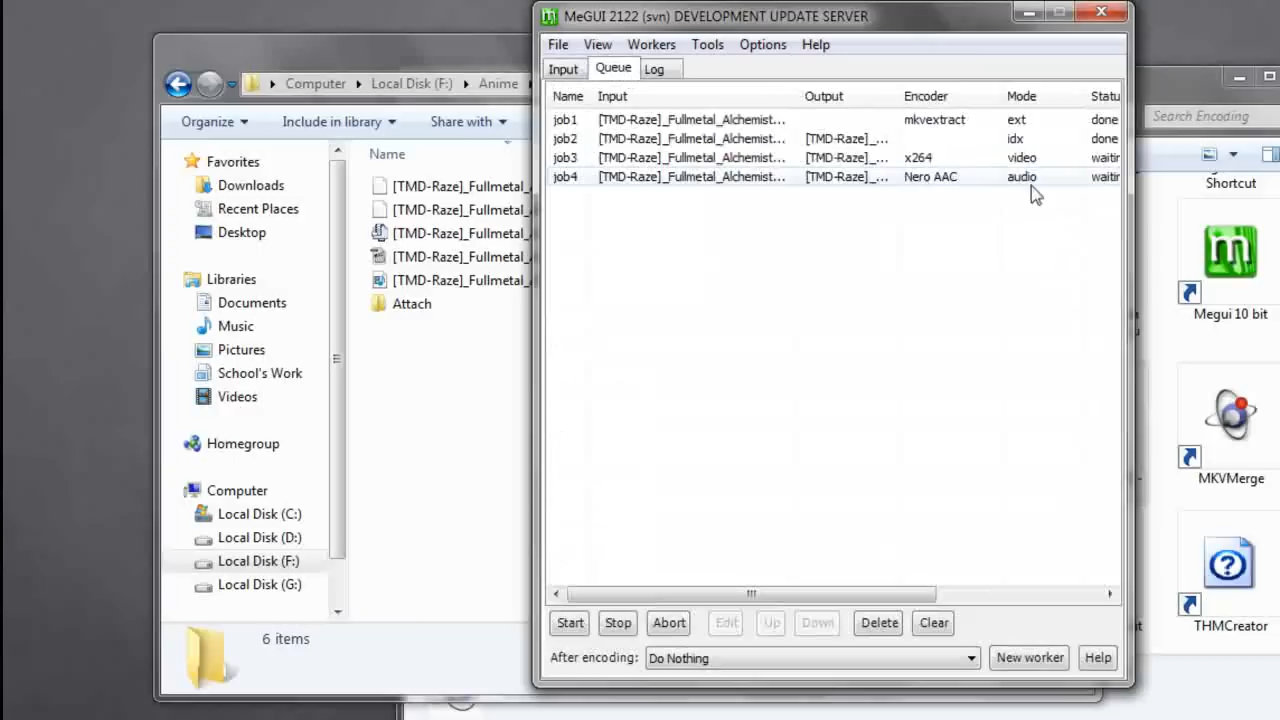 MeGUI 2122 (svn) DEVELOPMENT UPDATE SERVER
File View Workers Tools Options Help
Input Queue Log
Name Input Output Encoder Mode Statu
job1 [TMD-Raze]_Fullmetal_Alchemist... mkvextract ext done
job2 [TMD-Raze]_Fullmetal_Alchemist... [TMD-Raze]_... idx done
job3 [TMD-Raze]_Fullmetal_Alchemist... [TMD-Raze]_... x264 video waitin
job4 [TMD-Raze]_Fullmetal_Alchemist... [TMD-Raze]_... Nero AAC audio waitin
Start Stop Abort Edit Up Down Delete Clear
After encoding: Do Nothing New worker Help
Computer Local Disk (F:) Anime
Organize Include in library Share with
Favorites
Downloads
Recent Places
Desktop
Libraries
Documents
Music
Pictures
School's Work
Videos
Homegroup
Computer
Local Disk (C:)
Local Disk (D:)
Local Disk (F:)
Local Disk (G:)
Name
[TMD-Raze]_Fullmetal_
[TMD-Raze]_Fullmetal_
[TMD-Raze]_Fullmetal_
[TMD-Raze]_Fullmetal_
[TMD-Raze]_Fullmetal_
Attach
6 items
Search Encoding
Shortcut
Megui 10 bit
MKVMerge
THMCreator